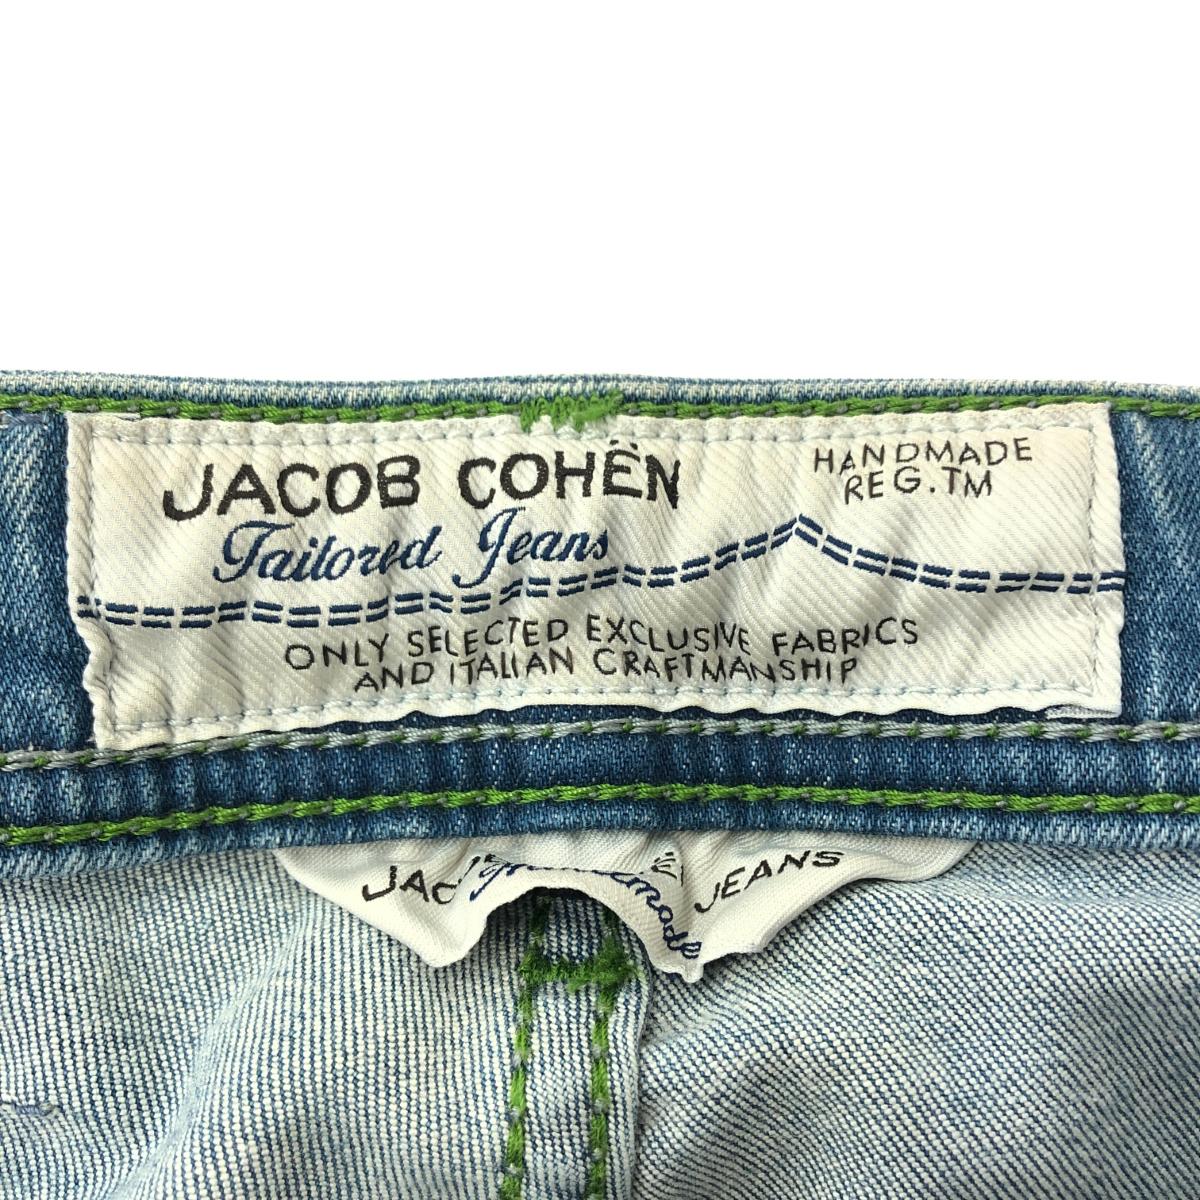 JACOB COHËN
HANDMADE
REG.TM
Tailored Jeans
ONLY SELECTED EXCLUSIVE FABRICS
AND ITALIAN CRAFTMANSHIP
JEANS